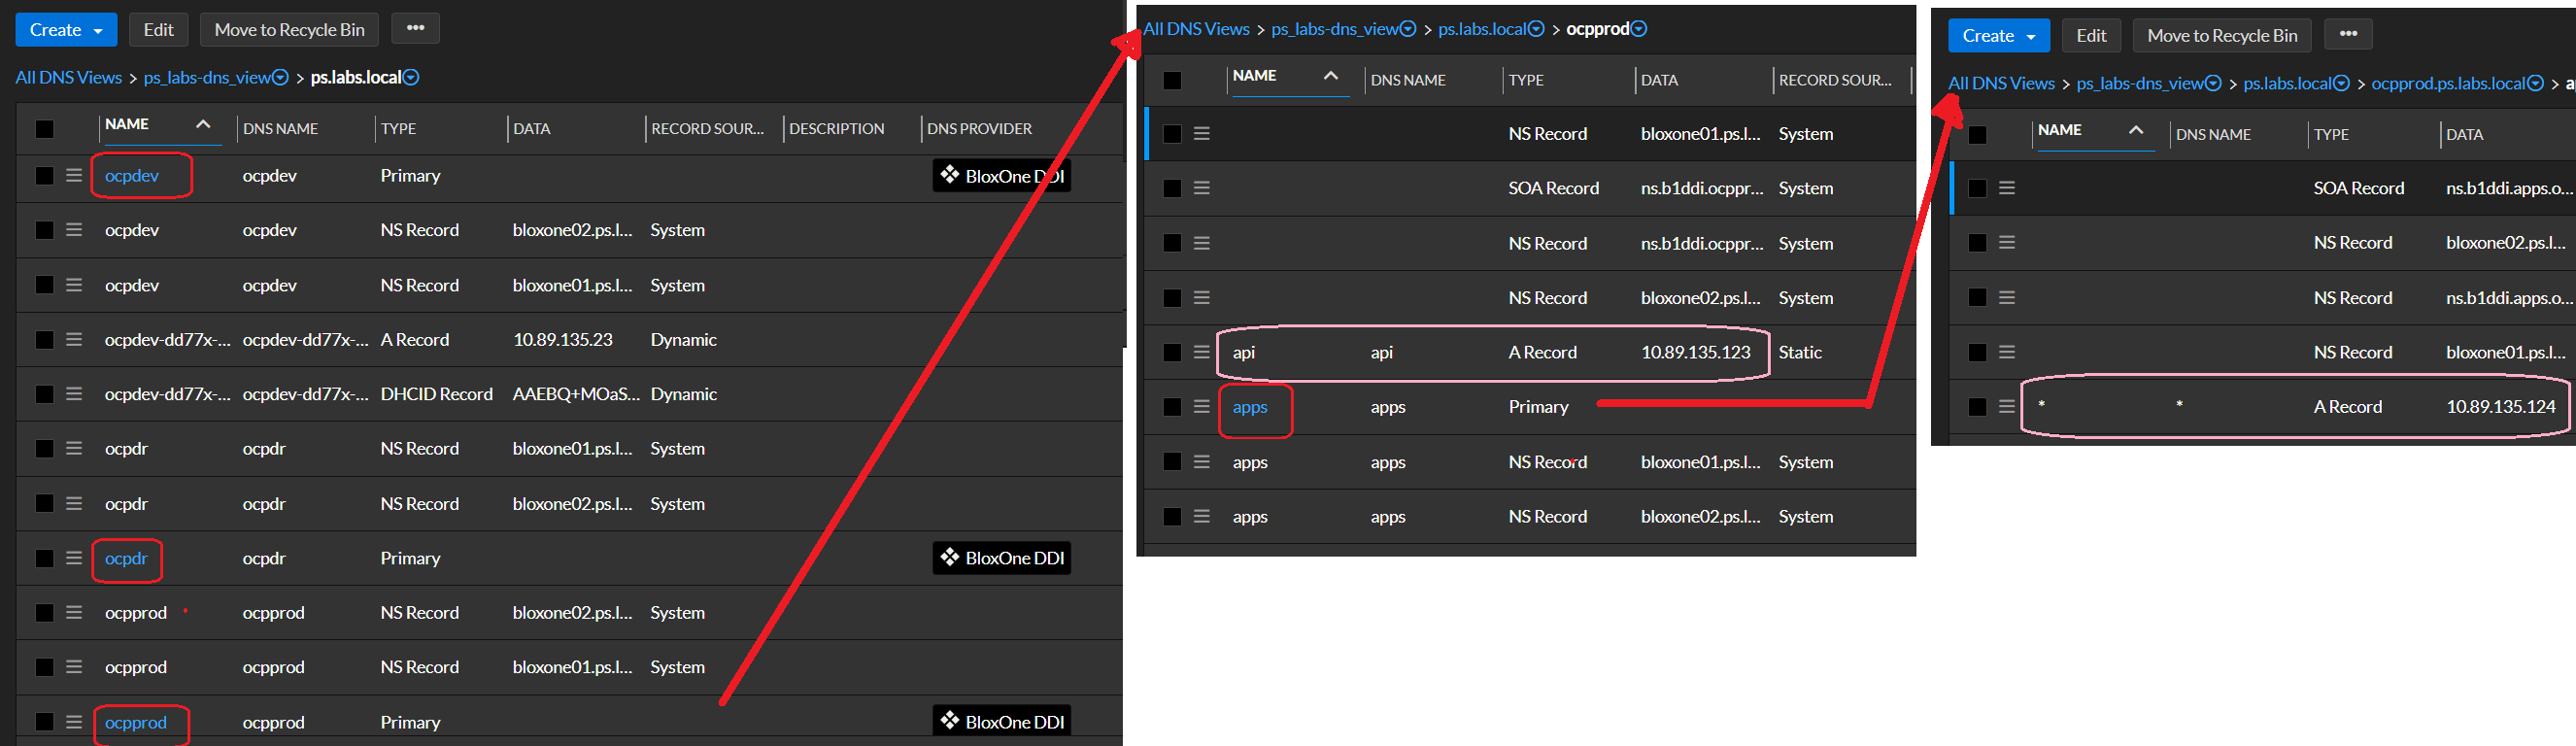 Create Edit Move to Recycle Bin •••
All DNS Views > ps_labs-dns_view > ps.labs.local
NAME DNS NAME TYPE DATA RECORD SOUR... DESCRIPTION DNS PROVIDER
ocpdev ocpdev Primary BloxOne DDI
ocpdev ocpdev NS Record bloxone02.ps.l... System
ocpdev ocpdev NS Record bloxone01.ps.l... System
ocpdev-dd77x-... ocpdev-dd77x-... A Record 10.89.135.23 Dynamic
ocpdev-dd77x-... ocpdev-dd77x-... DHCID Record AAEBQ+MOaS... Dynamic
ocpdr ocpdr NS Record bloxone01.ps.l... System
ocpdr ocpdr NS Record bloxone02.ps.l... System
ocpdr ocpdr Primary BloxOne DDI
ocpprod ocpprod NS Record bloxone02.ps.l... System
ocpprod ocpprod NS Record bloxone01.ps.l... System
ocpprod ocpprod Primary BloxOne DDI
All DNS Views > ps_labs-dns_view > ps.labs.local > ocpprod
NAME DNS NAME TYPE DATA RECORD SOUR...
NS Record bloxone01.ps.l... System
SOA Record ns.b1ddi.ocppr... System
NS Record ns.b1ddi.ocppr... System
NS Record bloxone02.ps.l... System
api api A Record 10.89.135.123 Static
apps apps Primary
apps apps NS Record bloxone01.ps.l... System
apps apps NS Record bloxone02.ps.l... System
Create Edit Move to Recycle Bin •••
All DNS Views > ps_labs-dns_view > ps.labs.local > ocpprod.ps.labs.local >
NAME DNS NAME TYPE DATA
SOA Record ns.b1ddi.apps.o...
NS Record bloxone02.ps.l...
NS Record ns.b1ddi.apps.o...
NS Record bloxone01.ps.l...
* * A Record 10.89.135.124